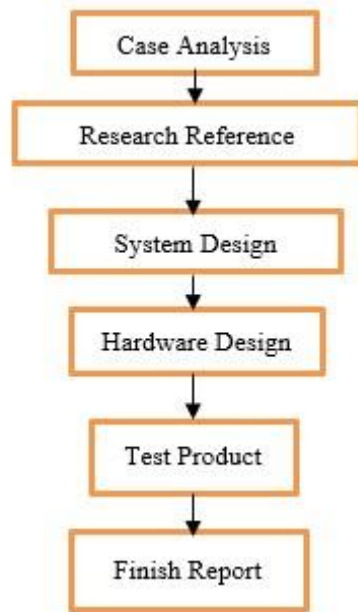 Case Analysis
Research Reference
System Design
Hardware Design
Test Product
Finish Report